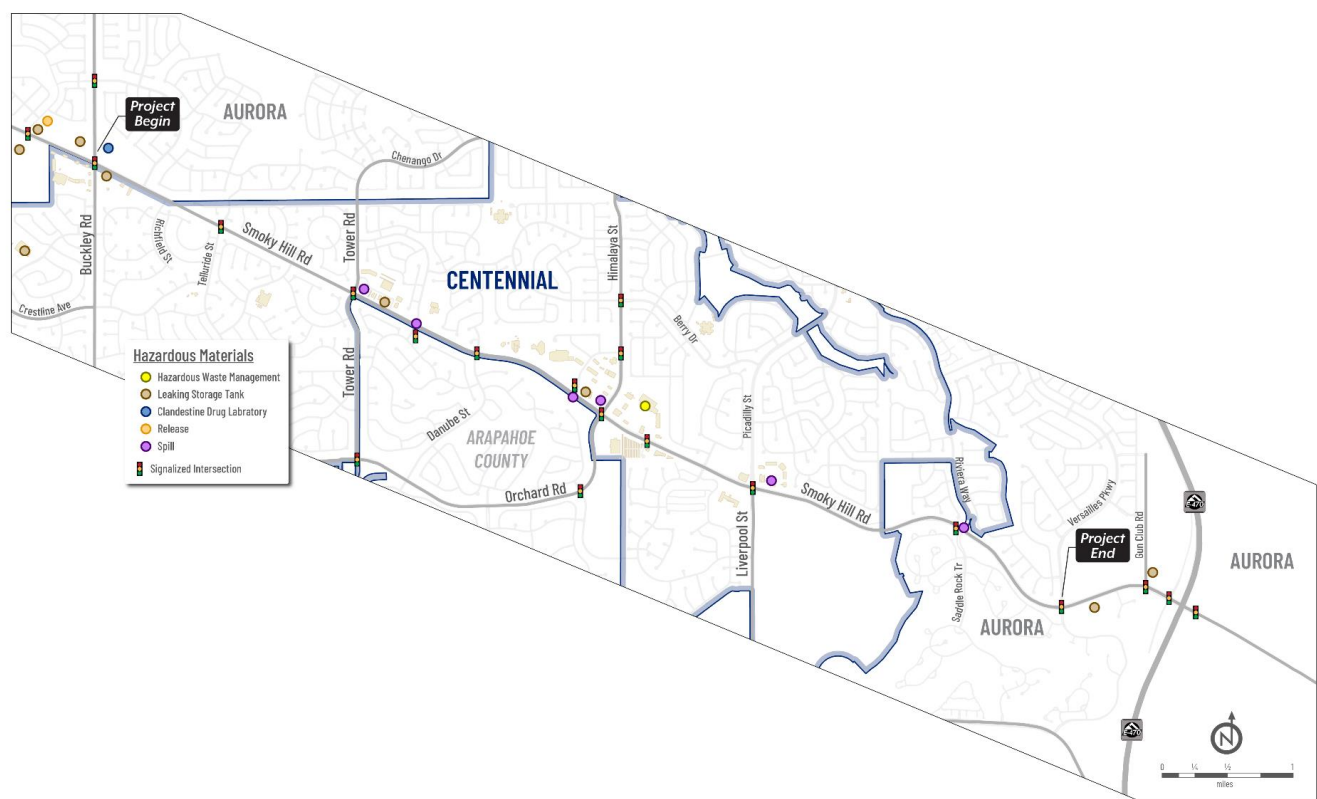 Project
Begin
AURORA
Chenango Dr
Buckley Rd
Richfield St
Telluride St
Smoky Hill Rd
Tower Rd
Himalaya St
CENTENNIAL
Crestline Ave
Berry Dr
Hazardous Materials
Hazardous Waste Management
Leaking Storage Tank
Clandestine Drug Labratory
Release
Spill
Signalized Intersection
Tower Rd
Danube St
ARAPAHOE
COUNTY
Picadilly St
Orchard Rd
Smoky Hill Rd
Riviera Way
Versailles Pkwy
Gun Club Rd
E-470
Liverpool St
Project
End
AURORA
Saddle Rock Tr
AURORA
E-470
N
0 ¼ ½ 1
miles